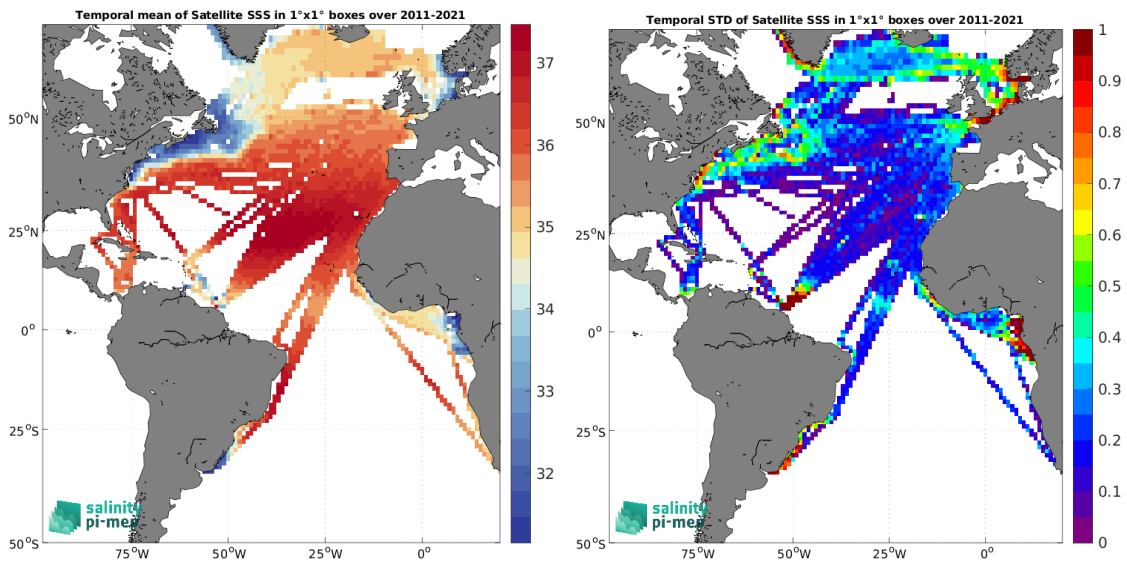 Temporal mean of Satellite SSS in 1°x1° boxes over 2011-2021
50°N
25°N
0°
25°S
50°S
75°W
50°W
25°W
0°
37
36
35
34
33
32
salinity
pi-mep
Temporal STD of Satellite SSS in 1°x1° boxes over 2011-2021
50°N
25°N
0°
25°S
50°S
75°W
50°W
25°W
0°
1
0.9
0.8
0.7
0.6
0.5
0.4
0.3
0.2
0.1
0
salinity
pi-mep